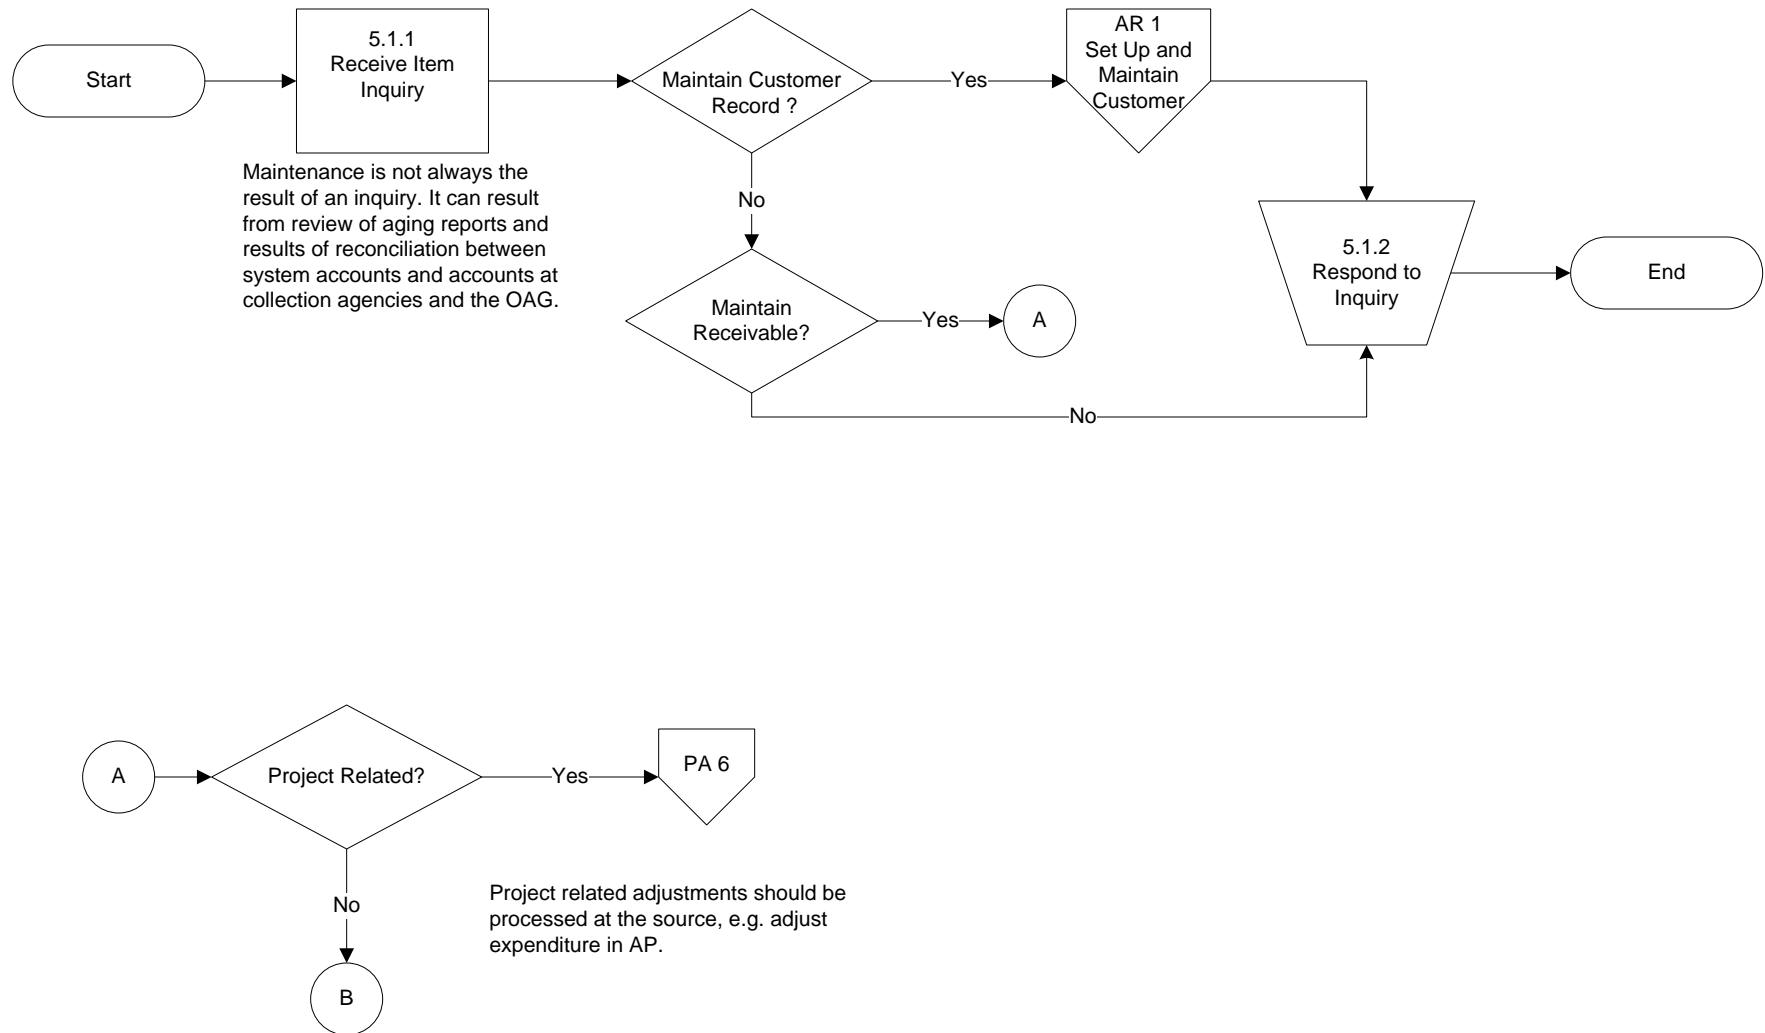 Start
5.1.1
Receive Item
Inquiry
Maintain Customer
Record ?
Yes
AR 1
Set Up and
Maintain
Customer
Maintenance is not always the
result of an inquiry. It can result
from review of aging reports and
results of reconciliation between
system accounts and accounts at
collection agencies and the OAG.
No
5.1.2
Respond to
Inquiry
End
Maintain
Receivable?
Yes
A
No
A
Project Related?
Yes
PA 6
No
Project related adjustments should be
processed at the source, e.g. adjust
expenditure in AP.
B